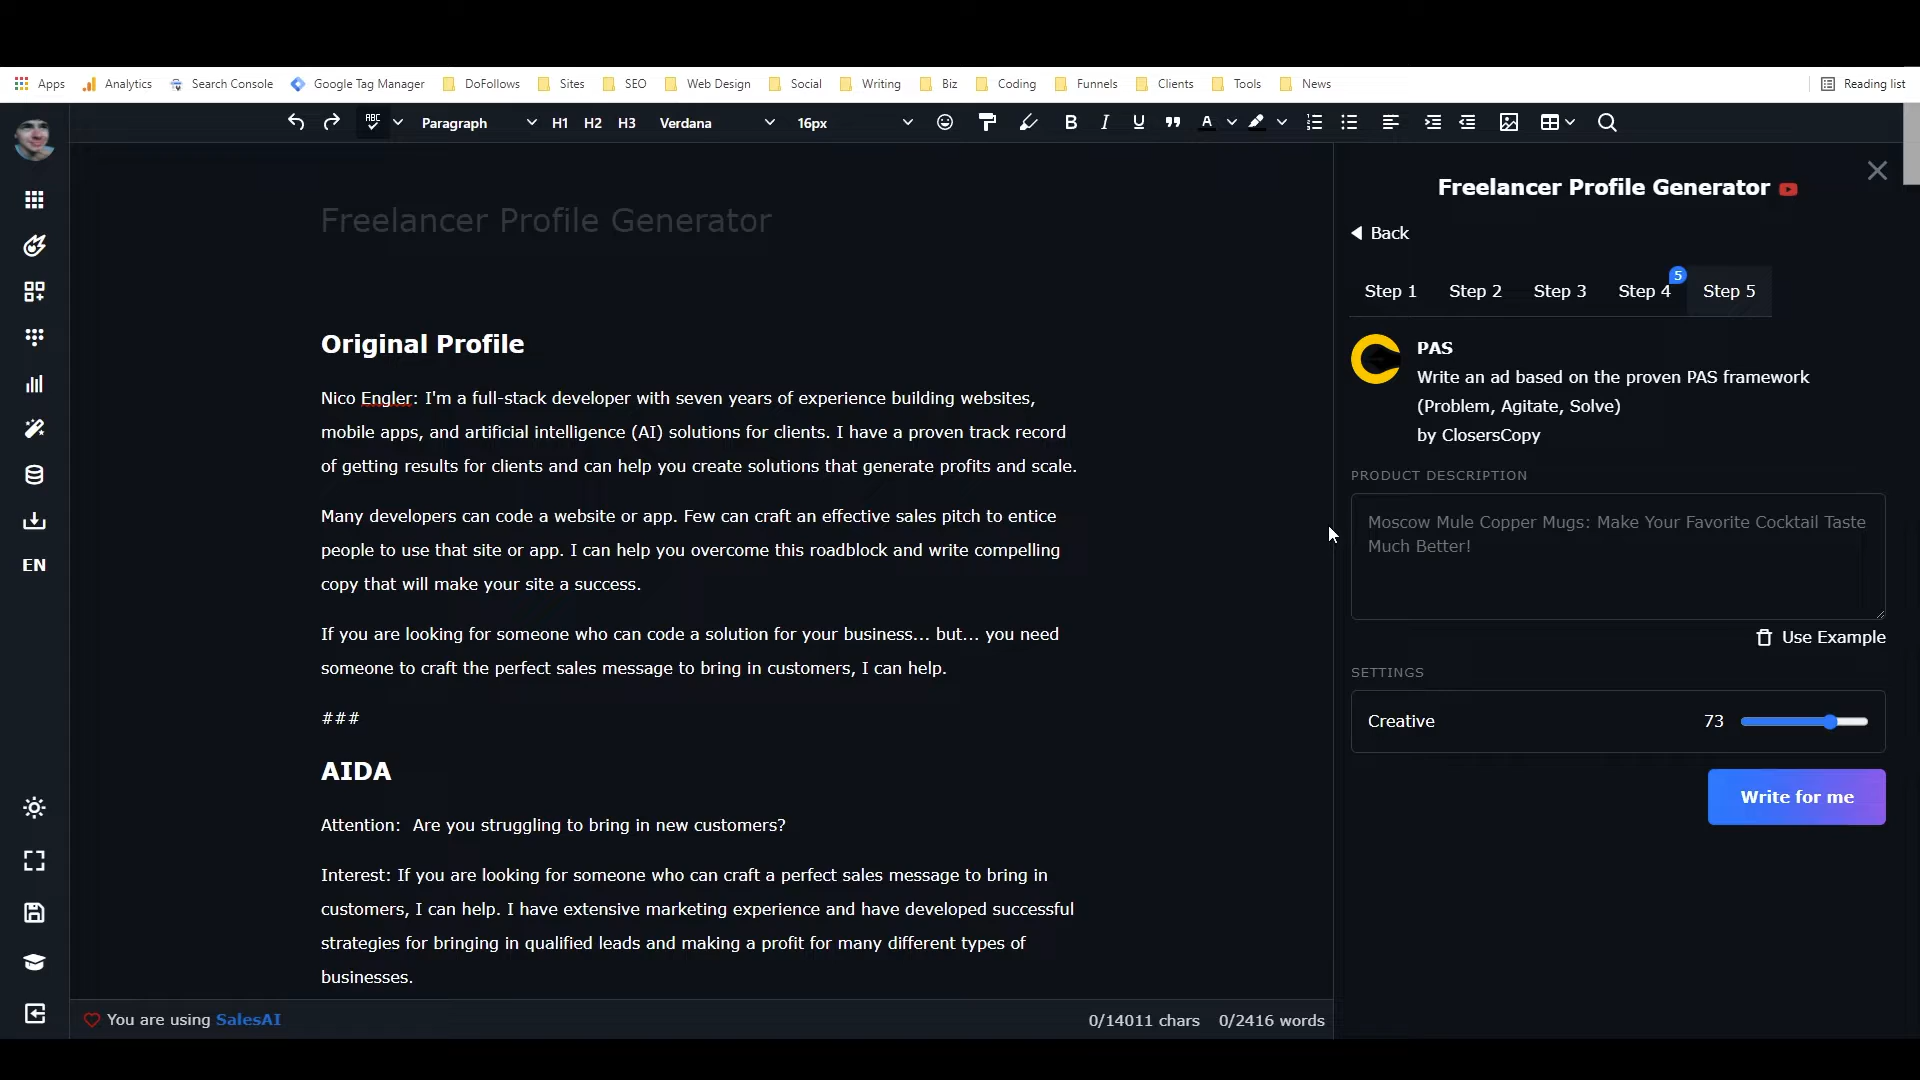 Apps Analytics Search Console Google Tag Manager DoFollows Sites SEO Web Design Social Writing Biz Coding Funnels Clients Tools News Reading list
ABC Paragraph H1 H2 H3 Verdana 16px B I U A
EN
Freelancer Profile Generator
Original Profile
Nico Engler: I'm a full-stack developer with seven years of experience building websites,
mobile apps, and artificial intelligence (AI) solutions for clients. I have a proven track record
of getting results for clients and can help you create solutions that generate profits and scale.
Many developers can code a website or app. Few can craft an effective sales pitch to entice
people to use that site or app. I can help you overcome this roadblock and write compelling
copy that will make your site a success.
If you are looking for someone who can code a solution for your business... but... you need
someone to craft the perfect sales message to bring in customers, I can help.
###
AIDA
Attention:  Are you struggling to bring in new customers?
Interest: If you are looking for someone who can craft a perfect sales message to bring in
customers, I can help. I have extensive marketing experience and have developed successful
strategies for bringing in qualified leads and making a profit for many different types of
businesses.
You are using SalesAI
0/14011 chars 0/2416 words
Freelancer Profile Generator
Back
Step 1 Step 2 Step 3 Step 4 5 Step 5
PAS
Write an ad based on the proven PAS framework
(Problem, Agitate, Solve)
by ClosersCopy
PRODUCT DESCRIPTION
Moscow Mule Copper Mugs: Make Your Favorite Cocktail Taste
Much Better!
Use Example
SETTINGS
Creative 73
Write for me